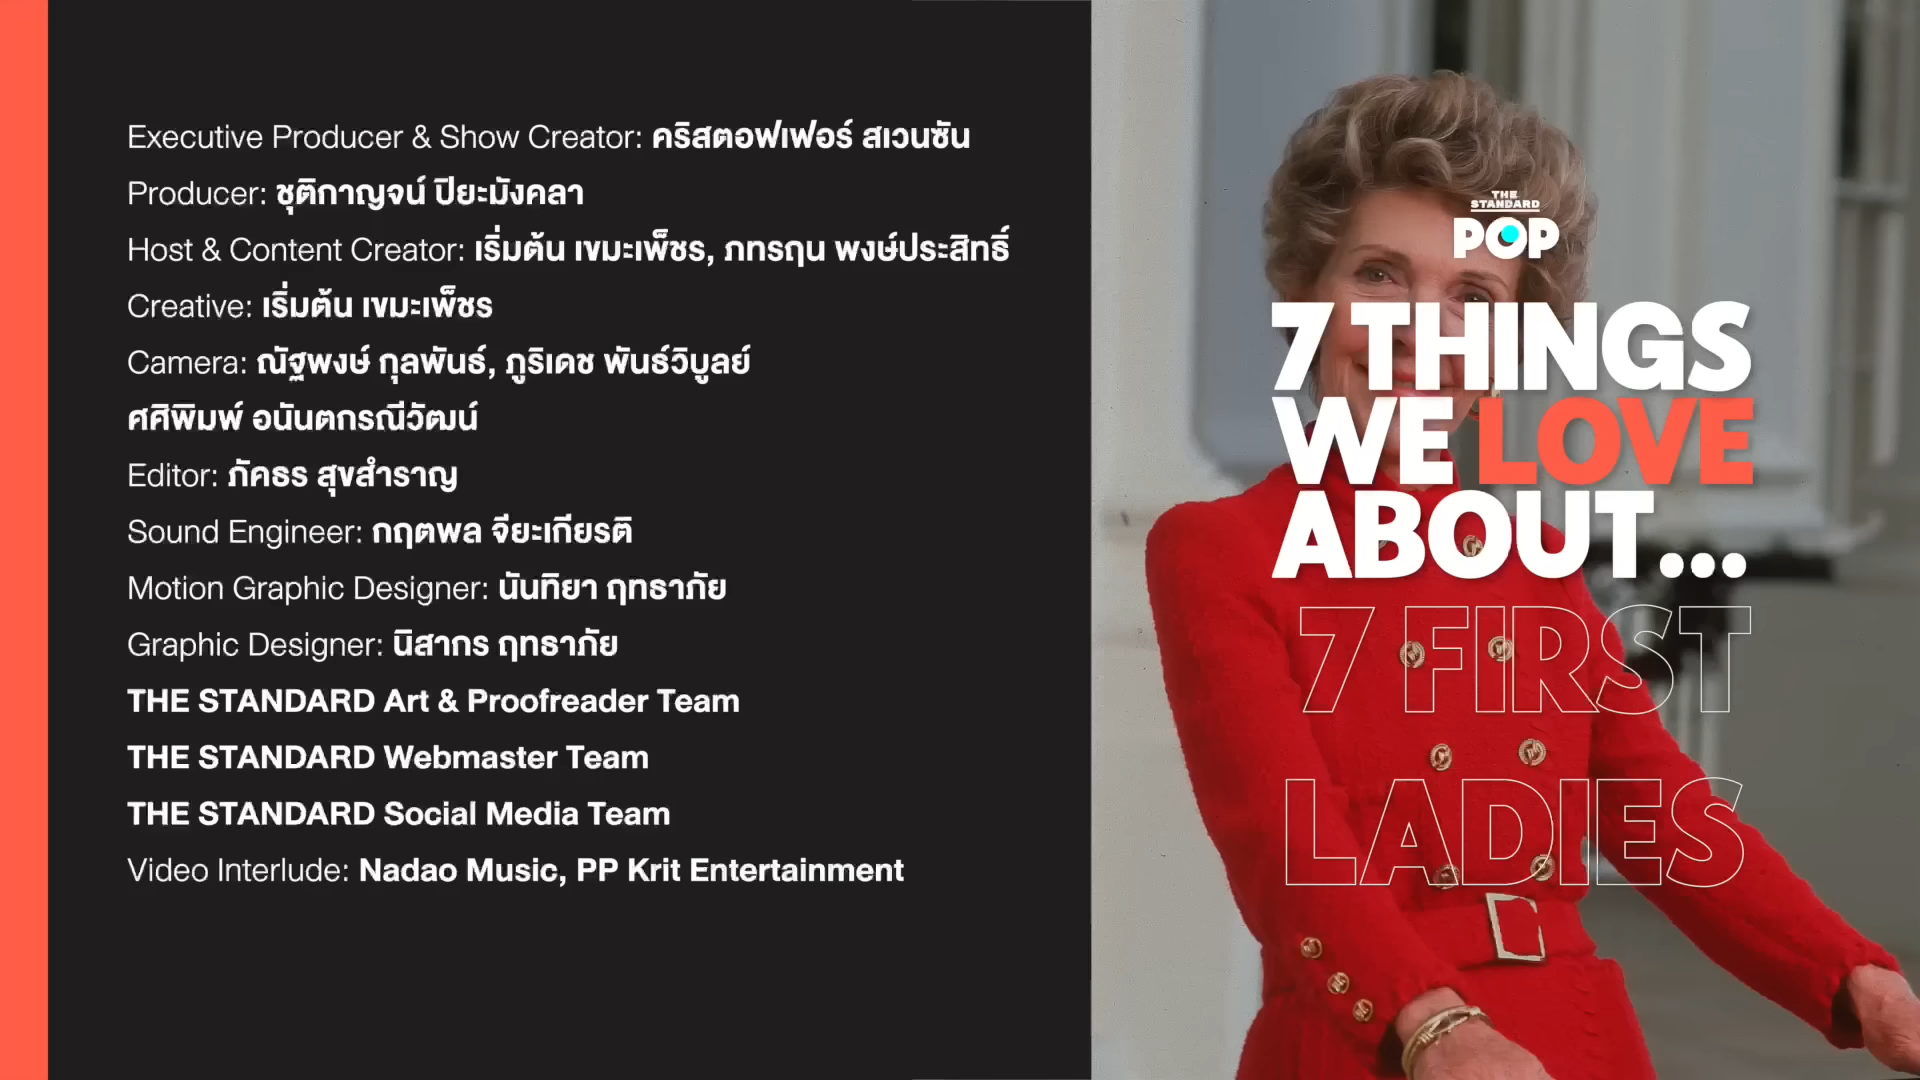 Executive Producer & Show Creator: คริสตอฟเฟอร์ สเวนซัน
Producer: ชุติกาญจน์ ปิยะมังคลา
Host & Content Creator: เริ่มต้น เขมะเพ็ชร, ภทรฤน พงษ์ประสิทธิ์
Creative: เริ่มต้น เขมะเพ็ชร
Camera: ณัฐพงษ์ กุลพันธ์, ภูริเดช พันธ์วิบูลย์
ศศิพิมพ์ อนันตกรณีวัฒน์
Editor: ภัคธร สุขสำราญ
Sound Engineer: กฤตพล จียะเกียรติ
Motion Graphic Designer: นันทิยา ฤทธาภัย
Graphic Designer: นิสากร ฤทธาภัย
THE STANDARD Art & Proofreader Team
THE STANDARD Webmaster Team
THE STANDARD Social Media Team
Video Interlude: Nadao Music, PP Krit Entertainment
THE
STANDARD
POP
7 THINGS
WE LOVE
ABOUT...
7 FIRST
LADIES